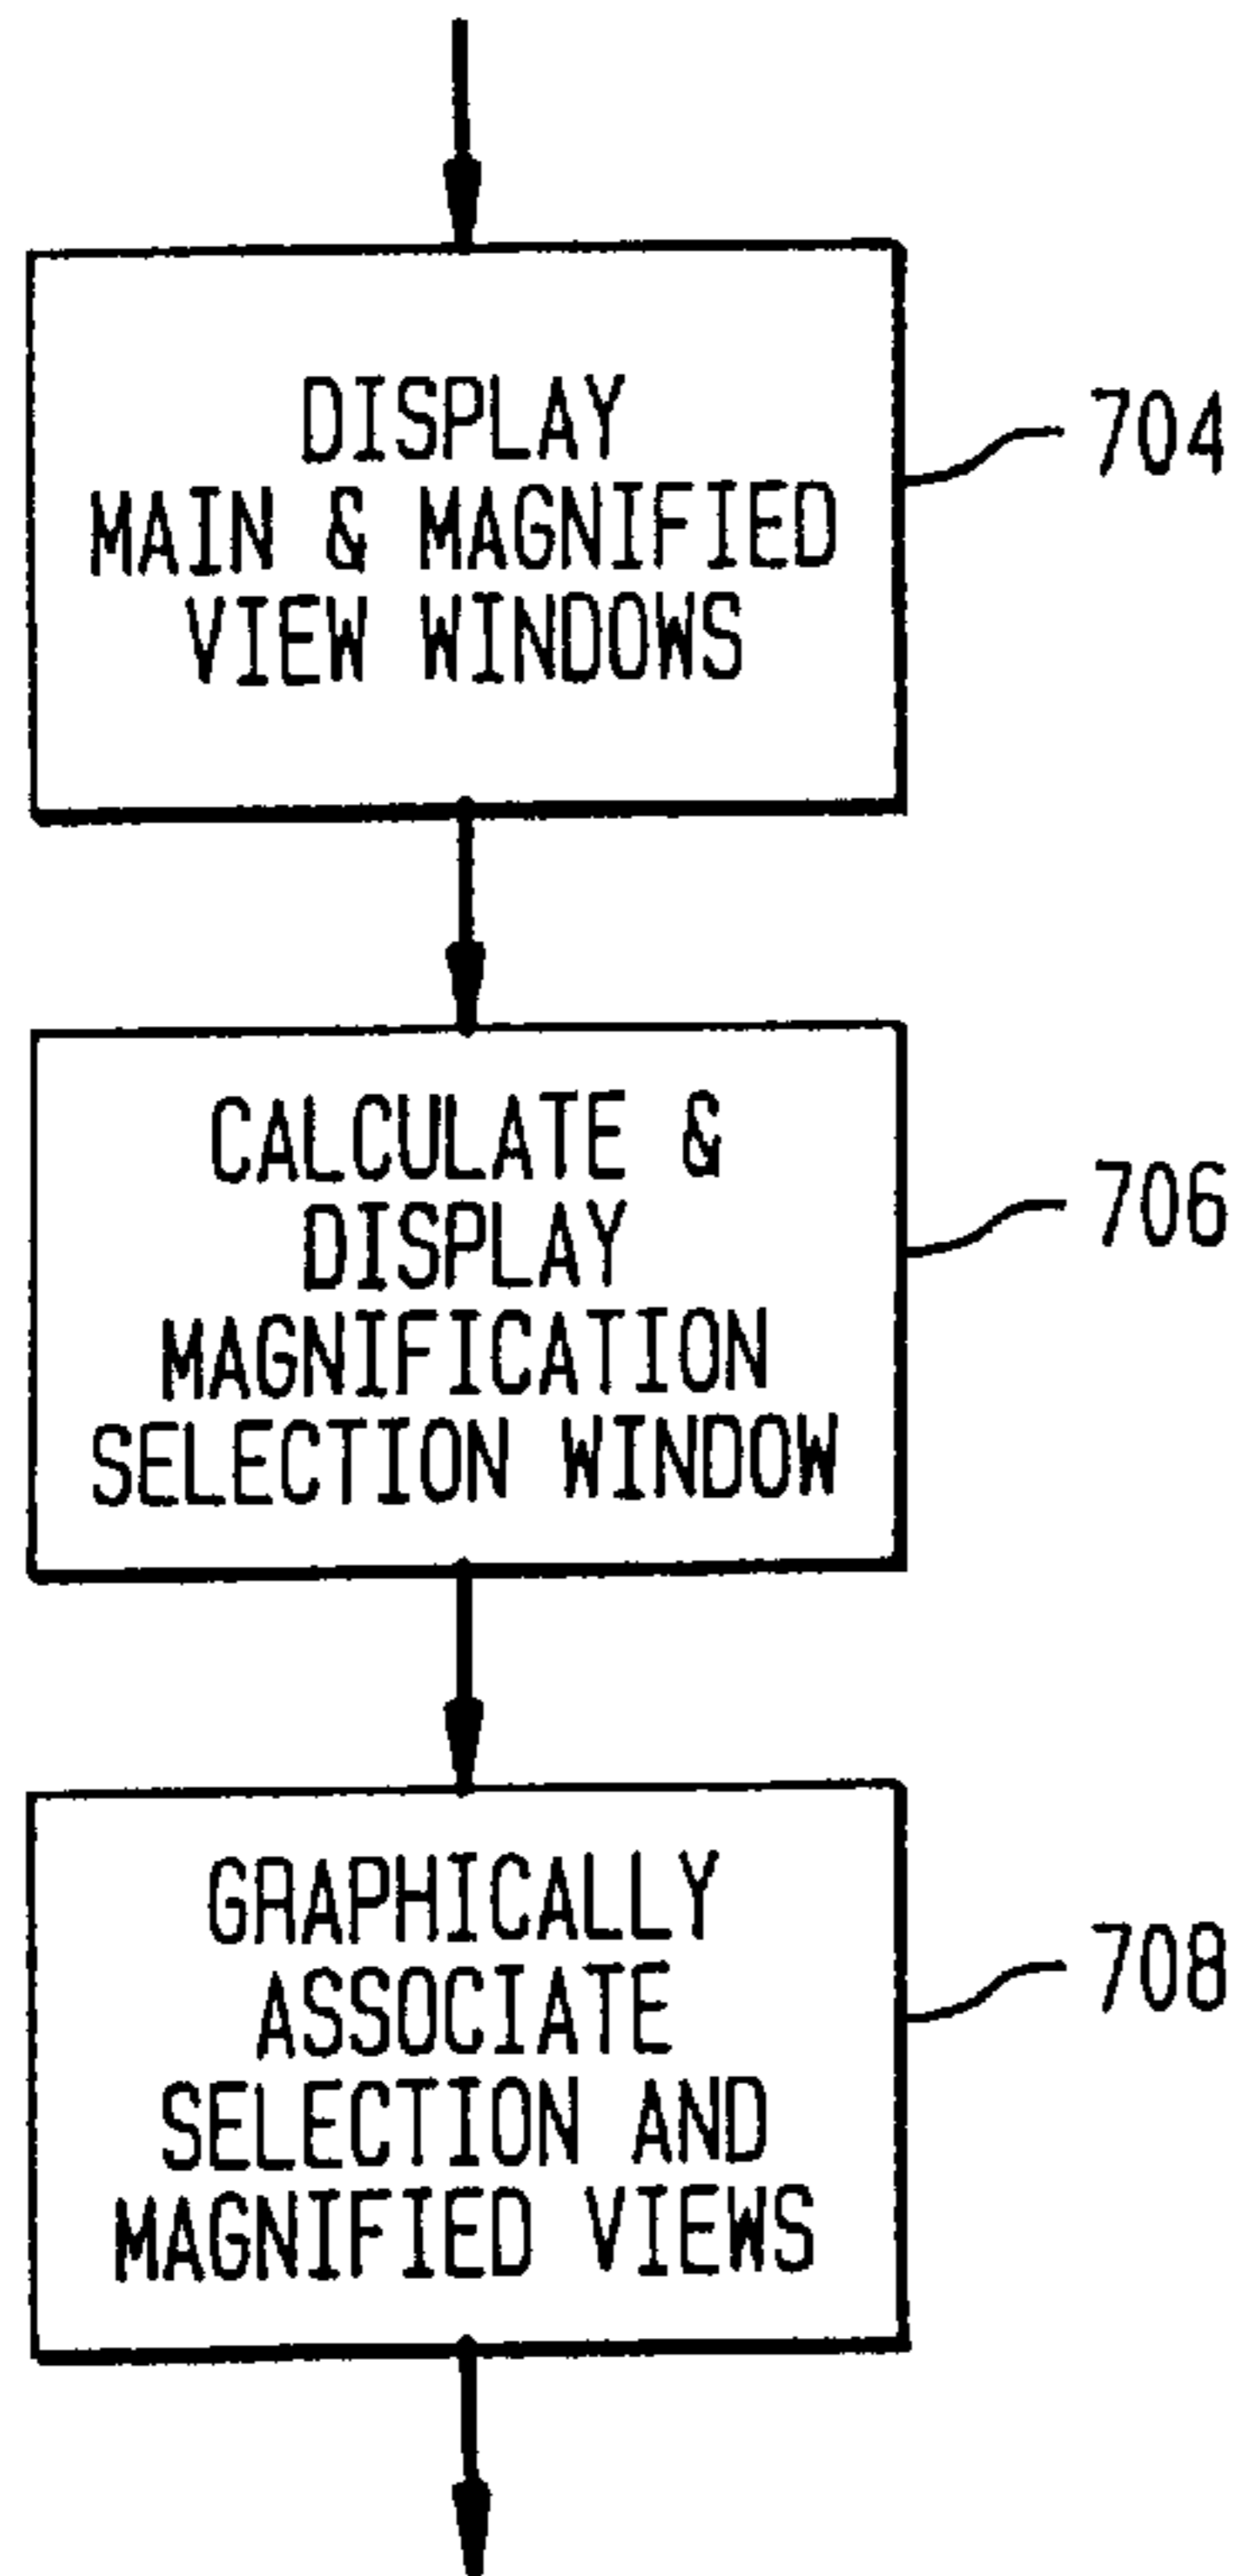 DISPLAY
MAIN & MAGNIFIED
VIEW WINDOWS
704
CALCULATE &
DISPLAY
MAGNIFICATION
SELECTION WINDOW
706
GRAPHICALLY
ASSOCIATE
SELECTION AND
MAGNIFIED VIEWS
708